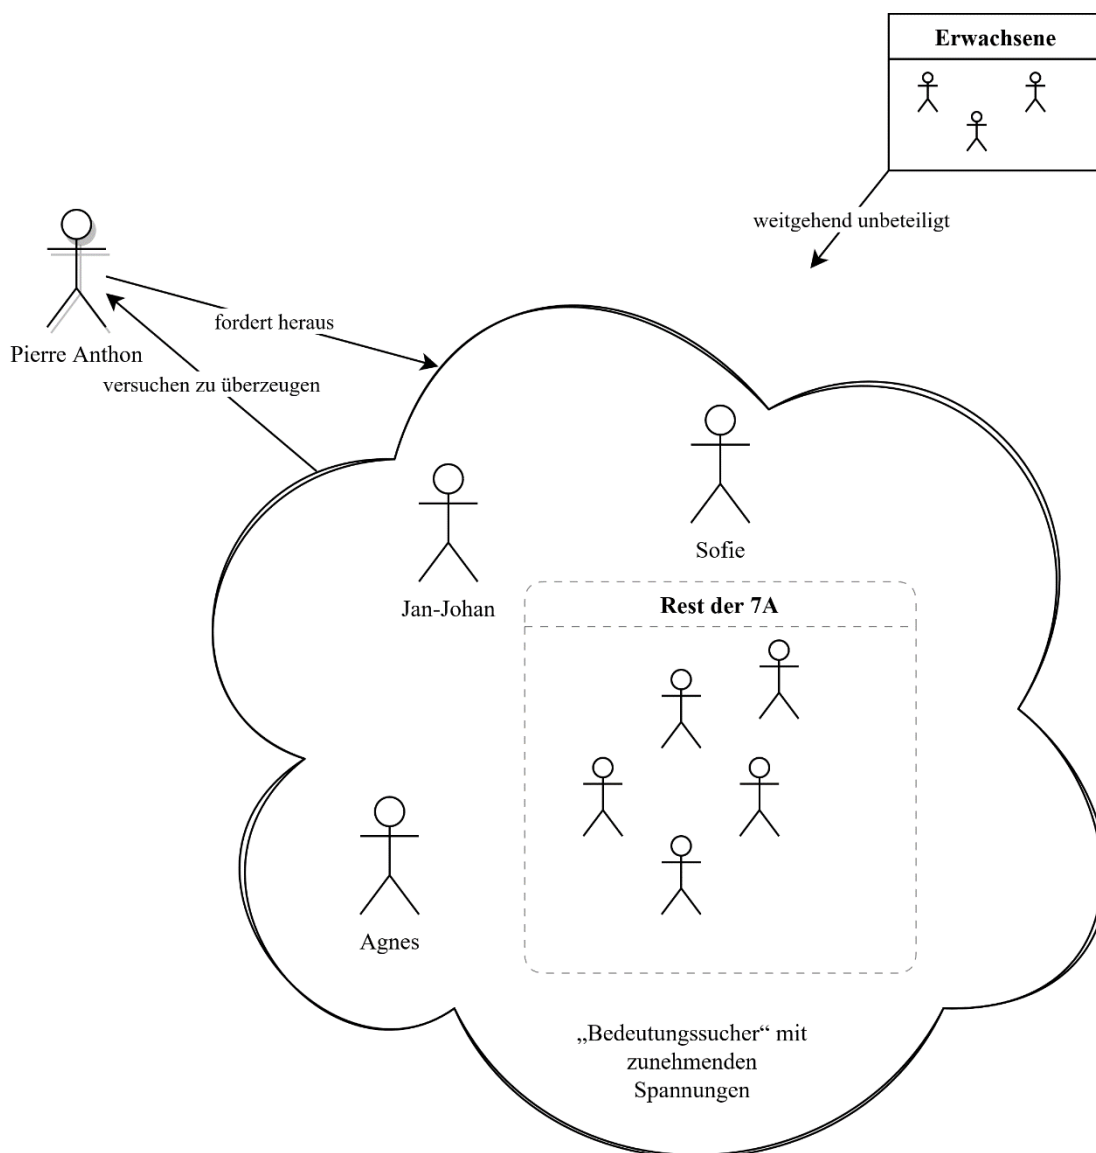 Erwachsene
weitgehend unbeteiligt
fordert heraus
Pierre Anthon
versuchen zu überzeugen
Sofie
Jan-Johan
Rest der 7A
Agnes
„Bedeutungssucher“ mit
zunehmenden
Spannungen